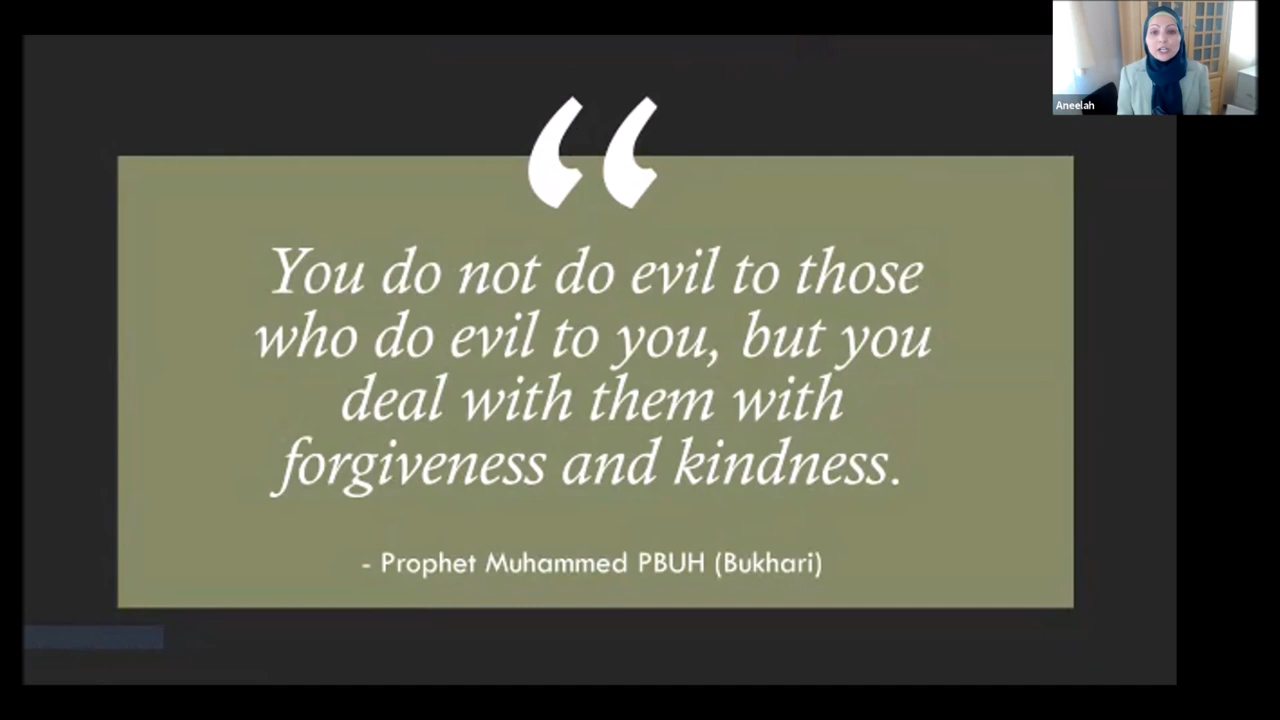 Aneelah
“
You do not do evil to those
who do evil to you, but you
deal with them with
forgiveness and kindness.
- Prophet Muhammed PBUH (Bukhari)